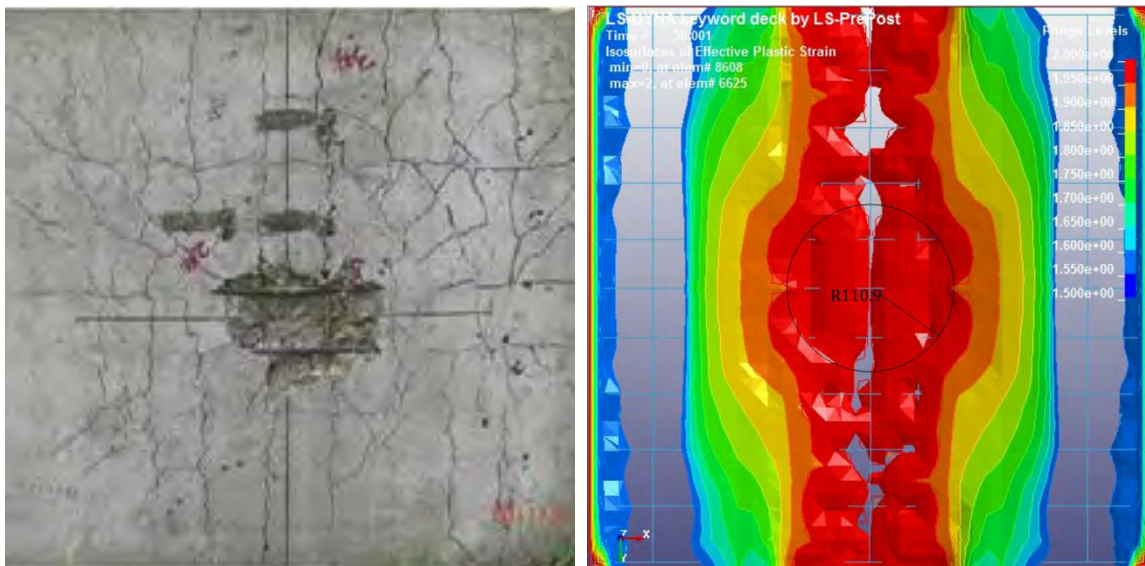 LS-DYNA keyword deck by LS-PrePost
Time = 30.001
Isosurfaces of Effective Plastic Strain
min=0, at elem# 8608
max=2, at elem# 6625
Fringe Levels
2.000e+00
1.950e+00
1.900e+00
1.850e+00
1.800e+00
1.750e+00
1.700e+00
1.650e+00
1.600e+00
1.550e+00
1.500e+00
R110.9
Z
X
Y